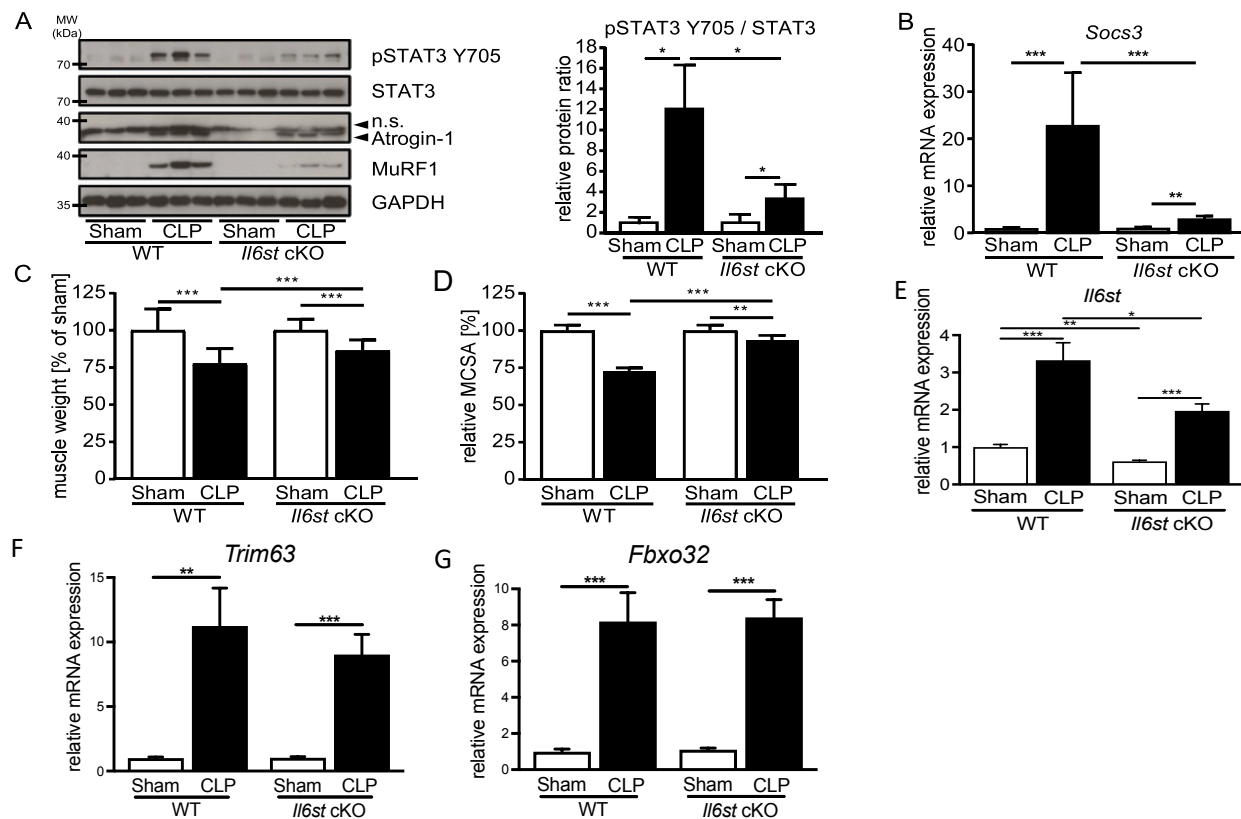 A
MW
(kDa)
70
pSTAT3 Y705
70
STAT3
40
n.s.
Atrogin-1
40
MuRF1
35
GAPDH
Sham CLP Sham CLP
WT Il6st cKO
pSTAT3 Y705 / STAT3
relative protein ratio
18
16
14
12
10
8
6
4
2
0
*
*
*
Sham CLP Sham CLP
WT Il6st cKO
B
Socs3
relative mRNA expression
40
30
20
10
0
***
***
**
Sham CLP Sham CLP
WT Il6st cKO
C
muscle weight [% of sham]
125
100
75
50
25
0
***
***
***
Sham CLP Sham CLP
WT Il6st cKO
D
relative MCSA [%]
125
100
75
50
25
0
***
***
**
Sham CLP Sham CLP
WT Il6st cKO
E
Il6st
relative mRNA expression
4
3
2
1
0
*
**
***
***
Sham CLP Sham CLP
WT Il6st cKO
F
Trim63
relative mRNA expression
15
10
5
0
**
***
Sham CLP Sham CLP
WT Il6st cKO
G
Fbxo32
relative mRNA expression
10
8
6
4
2
0
***
***
Sham CLP Sham CLP
WT Il6st cKO